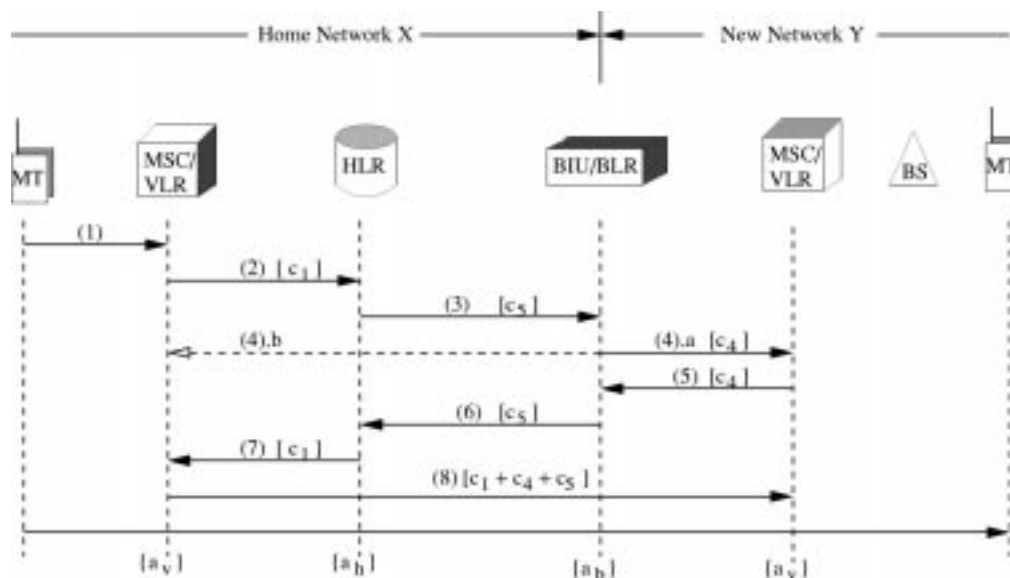 Home Network X New Network Y
MT
MSC/
VLR
HLR
BIU/BLR
MSC/
VLR
BS
MT
(1)
(2) [ c₁ ]
(3) [c₅ ]
(4).b (4).a [c₄ ]
(5) [c₄ ]
(6) [c₅ ]
(7) [ c₁ ]
(8) [c₁ + c₄ + c₅ ]
[aᵥ] [aₕ] [a_b] [aᵥ]